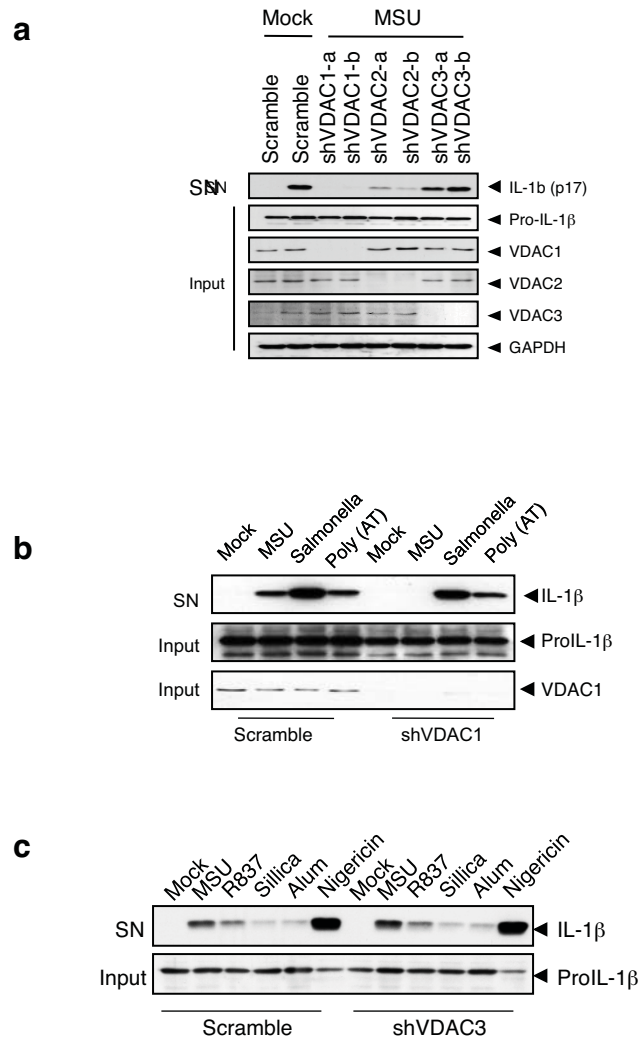 a
Mock MSU
Scramble Scramble shVDAC1-a shVDAC1-b shVDAC2-a shVDAC2-b shVDAC3-a shVDAC3-b
SN SN IL-1b (p17)
Pro-IL-1β
VDAC1
Input VDAC2
VDAC3
GAPDH
b
Mock MSU Salmonella Poly (AT) Mock MSU Salmonella Poly (AT)
SN IL-1β
Input ProIL-1β
Input VDAC1
Scramble shVDAC1
c
Mock MSU R837 Sillica Alum Nigericin Mock MSU R837 Sillica Alum Nigericin
SN IL-1β
Input ProIL-1β
Scramble shVDAC3